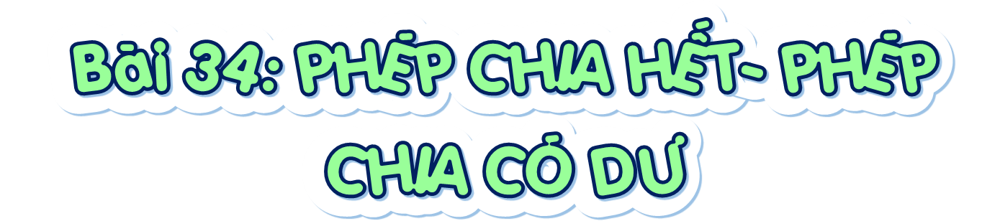 Bài 34: PHÉP CHIA HẾT- PHÉP
CHIA CÓ DƯ